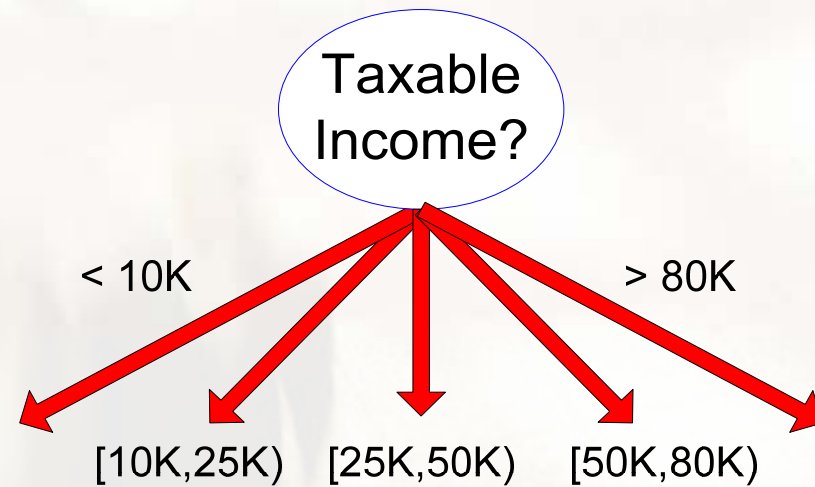 Taxable
Income?
< 10K
> 80K
[10K,25K)
[25K,50K)
[50K,80K)